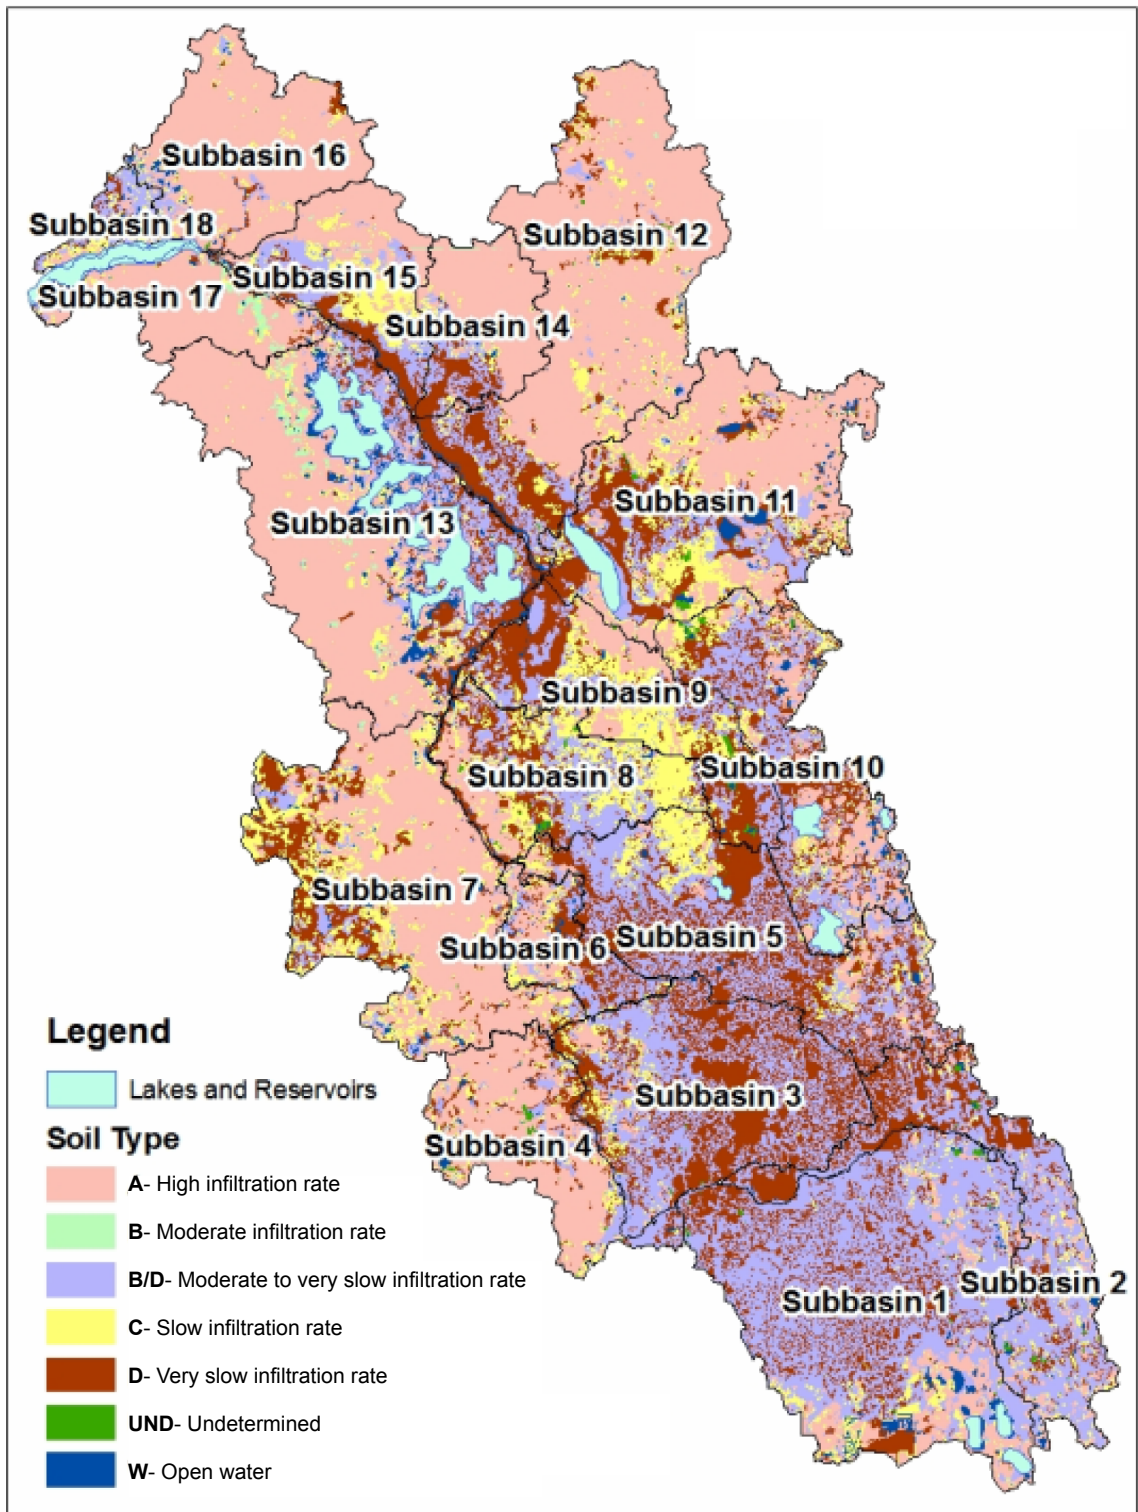 Subbasin 16
Subbasin 18
Subbasin 12
Subbasin 15
Subbasin 17
Subbasin 14
Subbasin 11
Subbasin 13
Subbasin 9
Subbasin 8
Subbasin 10
Subbasin 7
Subbasin 6
Subbasin 5
Subbasin 3
Subbasin 4
Subbasin 2
Subbasin 1
Legend
Lakes and Reservoirs
Soil Type
A- High infiltration rate
B- Moderate infiltration rate
B/D- Moderate to very slow infiltration rate
C- Slow infiltration rate
D- Very slow infiltration rate
UND- Undetermined
W- Open water